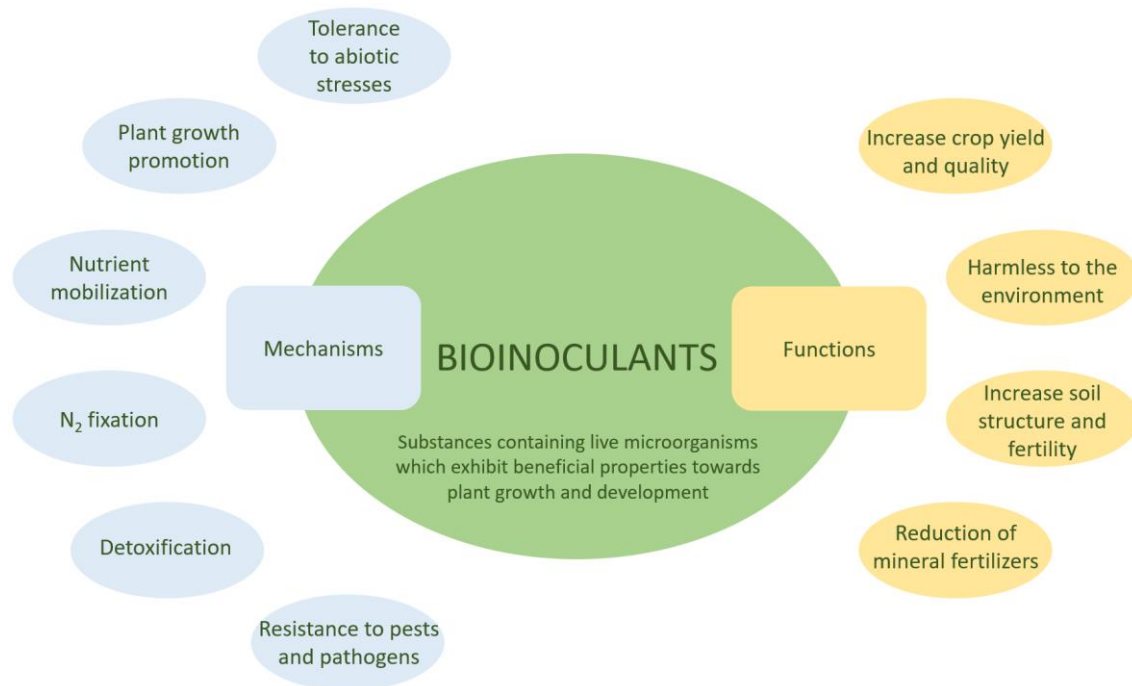 Tolerance
to abiotic
stresses
Plant growth
promotion
Nutrient
mobilization
N₂ fixation
Detoxification
Resistance to pests
and pathogens
Mechanisms
BIOINOCULANTS
Substances containing live microorganisms
which exhibit beneficial properties towards
plant growth and development
Functions
Increase crop yield
and quality
Harmless to the
environment
Increase soil
structure and
fertility
Reduction of
mineral fertilizers